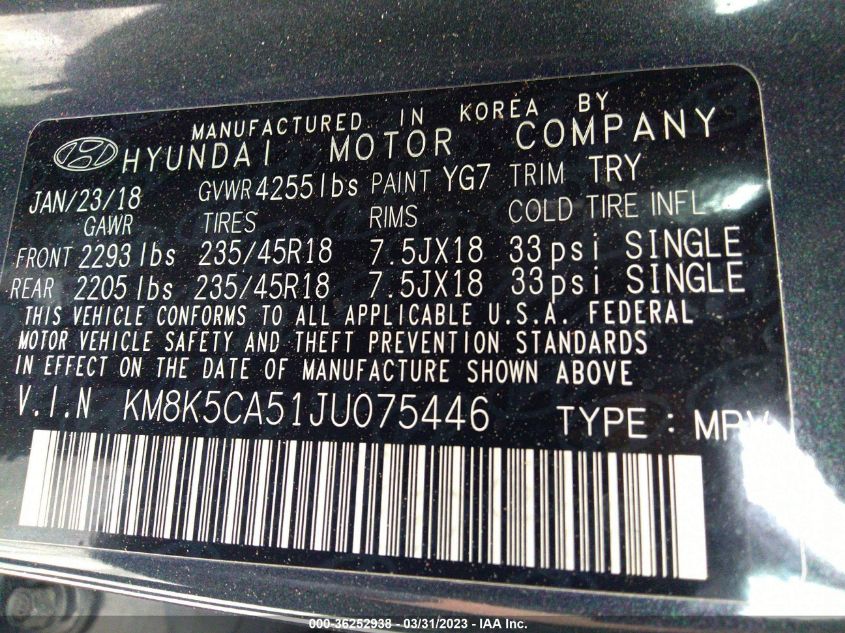 MANUFACTURED IN KOREA BY
HYUNDAI MOTOR COMPANY
JAN/23/18 GVWR 4255 lbs PAINT YG7 TRIM TRY
GAWR TIRES RIMS COLD TIRE INFL
FRONT 2293 lbs 235/45R18 7.5JX18 33psi SINGLE
REAR 2205 lbs 235/45R18 7.5JX18 33psi SINGLE
THIS VEHICLE CONFORMS TO ALL APPLICABLE U.S.A. FEDERAL
MOTOR VEHICLE SAFETY AND THEFT PREVENTION STANDARDS
IN EFFECT ON THE DATE OF MANUFACTURE SHOWN ABOVE
V.I.N KM8K5CA51JU075446 TYPE : MPV
000-36252938 - 03/31/2023 - IAA Inc.